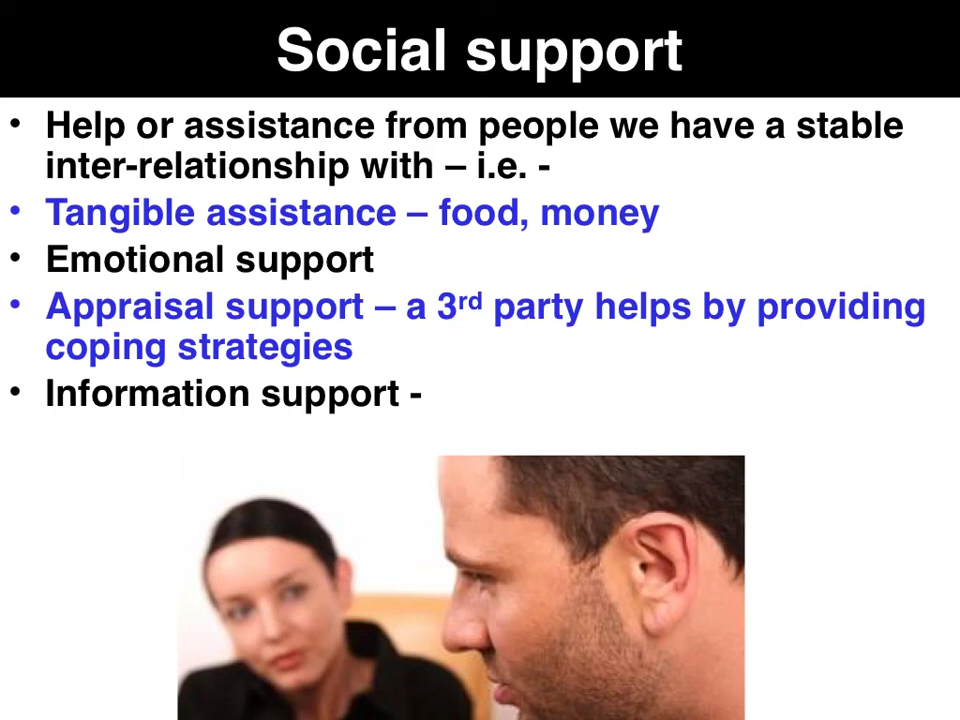 Social support
• Help or assistance from people we have a stable
inter-relationship with – i.e. -
• Tangible assistance – food, money
• Emotional support
• Appraisal support – a 3rd party helps by providing
coping strategies
• Information support -